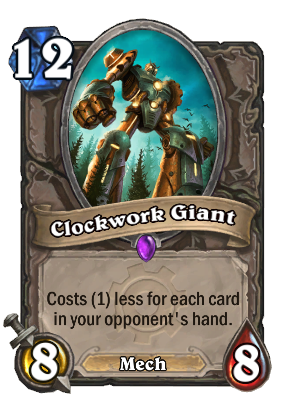 12
Clockwork Giant
Costs (1) less for each card
in your opponent's hand.
8
Mech
8